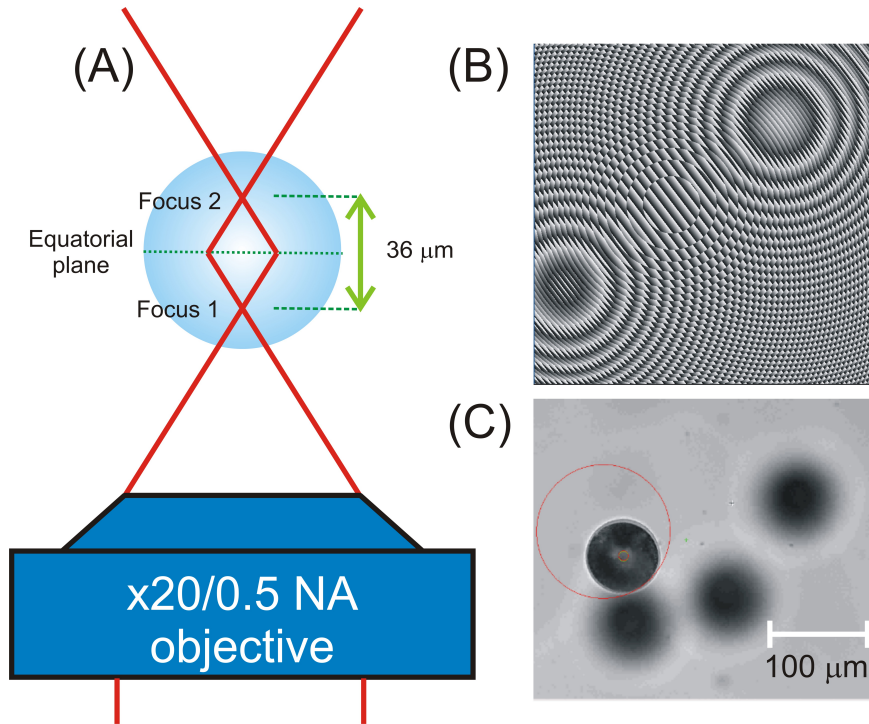 (A)
Focus 2
Equatorial
plane
36 μm
Focus 1
x20/0.5 NA
objective
(B)
(C)
100 μm